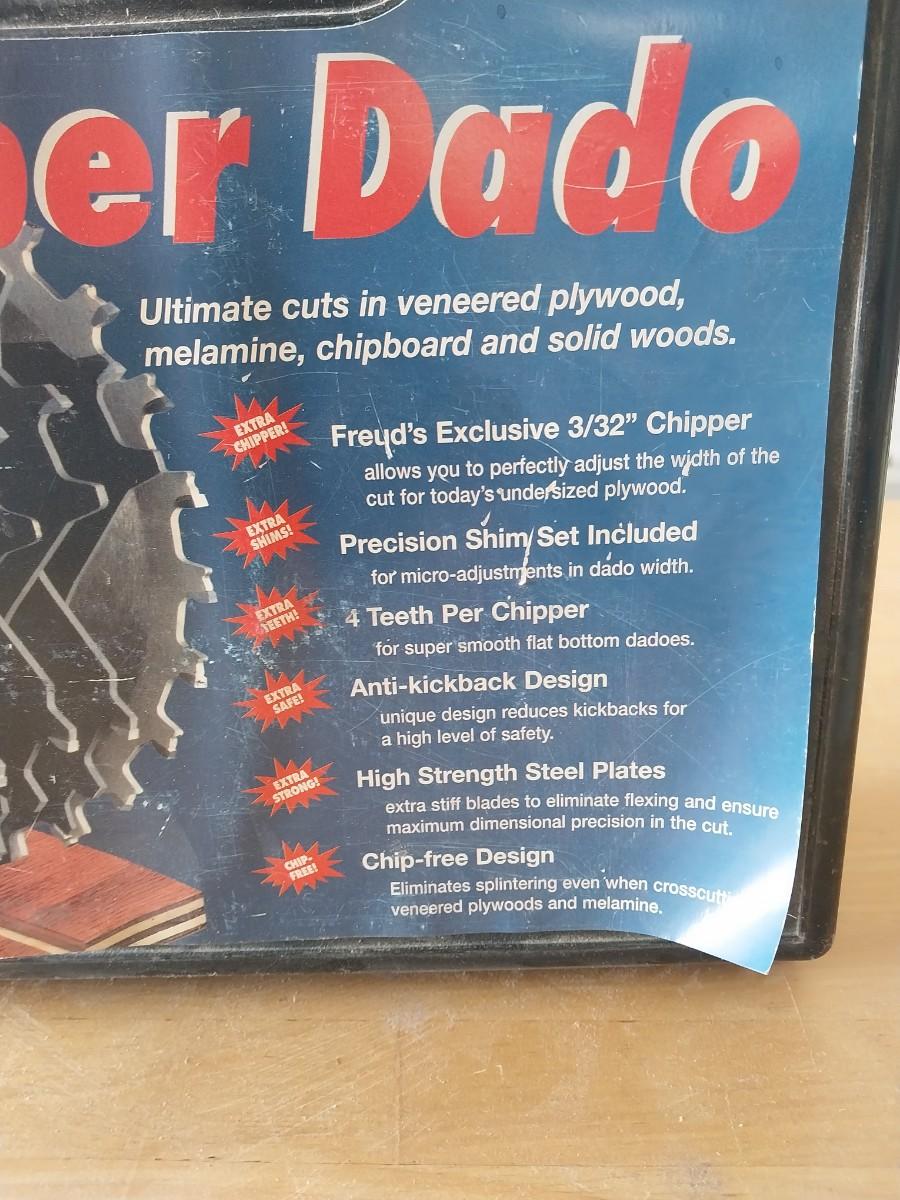 per Dado
Ultimate cuts in veneered plywood,
melamine, chipboard and solid woods.
EXTRA
CHIPPER!
Freud's Exclusive 3/32" Chipper
allows you to perfectly adjust the width of the
cut for today's undersized plywood.
EXTRA
SHIMS!
Precision Shim Set Included
for micro-adjustments in dado width.
EXTRA
TEETH!
4 Teeth Per Chipper
for super smooth flat bottom dadoes.
EXTRA
SAFE!
Anti-kickback Design
unique design reduces kickbacks for
a high level of safety.
EXTRA
STRONG!
High Strength Steel Plates
extra stiff blades to eliminate flexing and ensure
maximum dimensional precision in the cut.
CHIP-
FREE!
Chip-free Design
Eliminates splintering even when crosscutti
veneered plywoods and melamine.